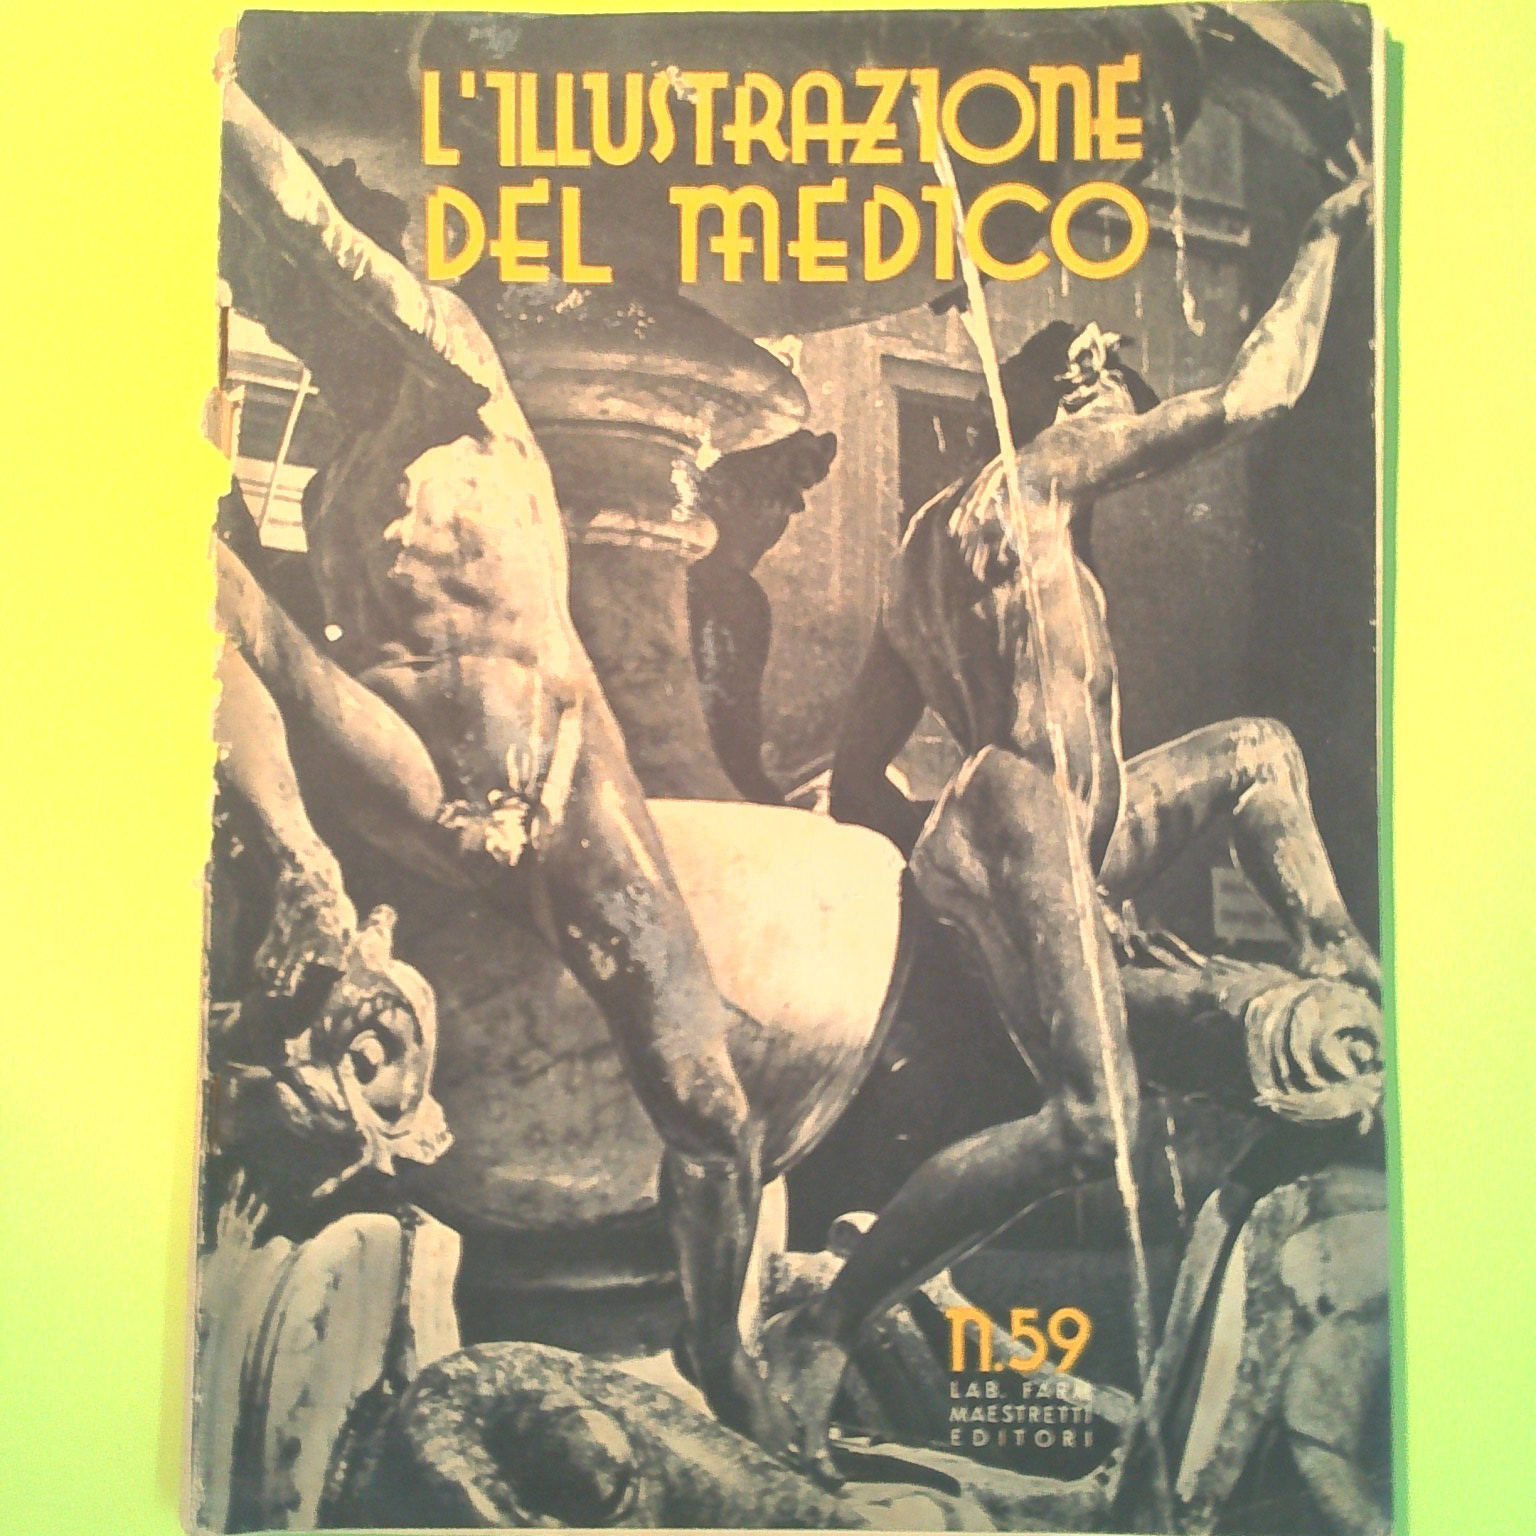 L'ILLUSTRAZIONE
DEL MEDICO
n.59
LAB. FARM
MAESTRETTI
EDITORI